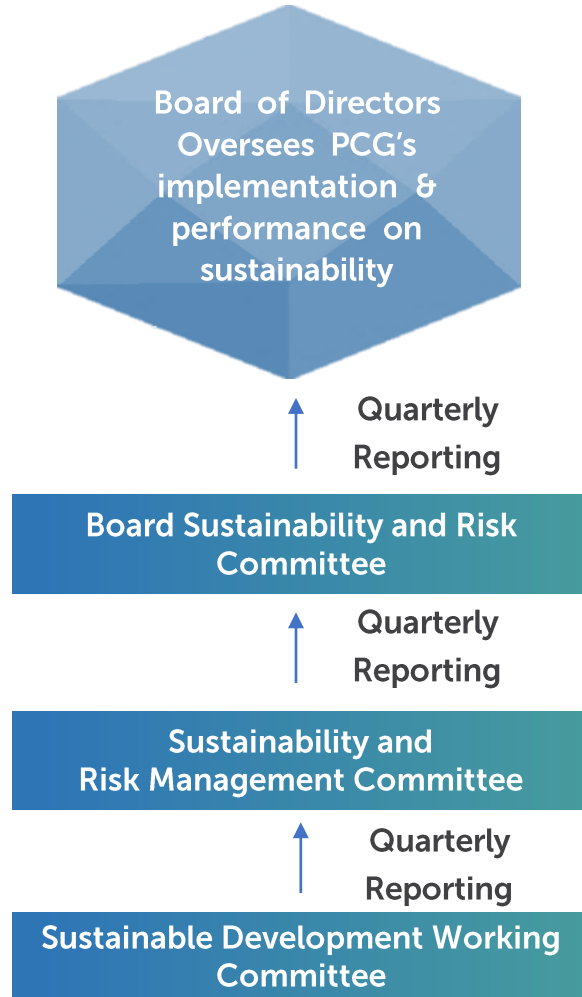 Board of Directors
Oversees PCG's
implementation &
performance on
sustainability
Quarterly
Reporting
Board Sustainability and Risk
Committee
Quarterly
Reporting
Sustainability and
Risk Management Committee
Quarterly
Reporting
Sustainable Development Working
Committee